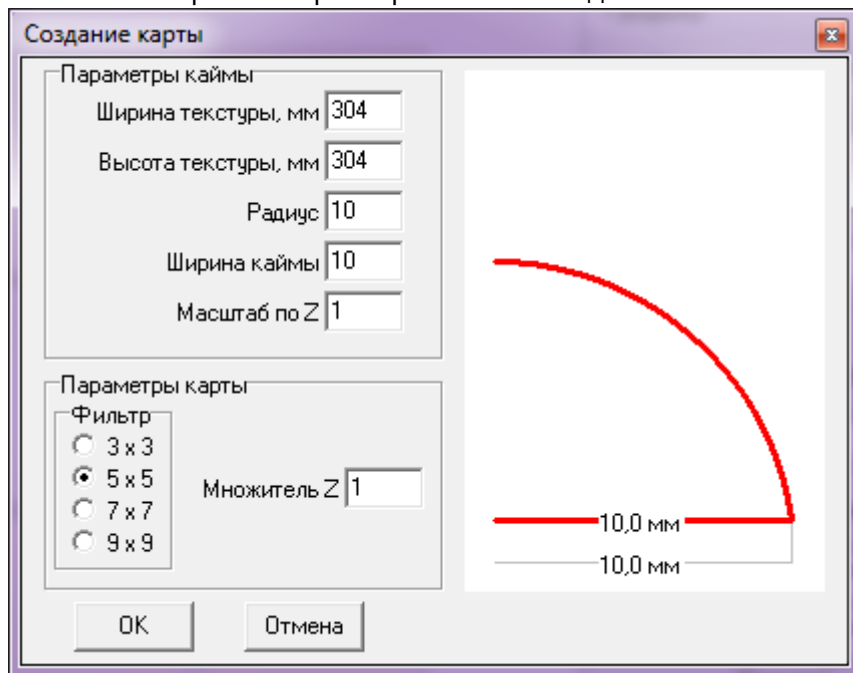 Создание карты
Параметры каймы
Ширина текстуры, мм 304
Высота текстуры, мм 304
Радиус 10
Ширина каймы 10
Масштаб по Z 1
Параметры карты
Фильтр
3 x 3
5 x 5
7 x 7
9 x 9
Множитель Z 1
10,0 мм
10,0 мм
OK
Отмена